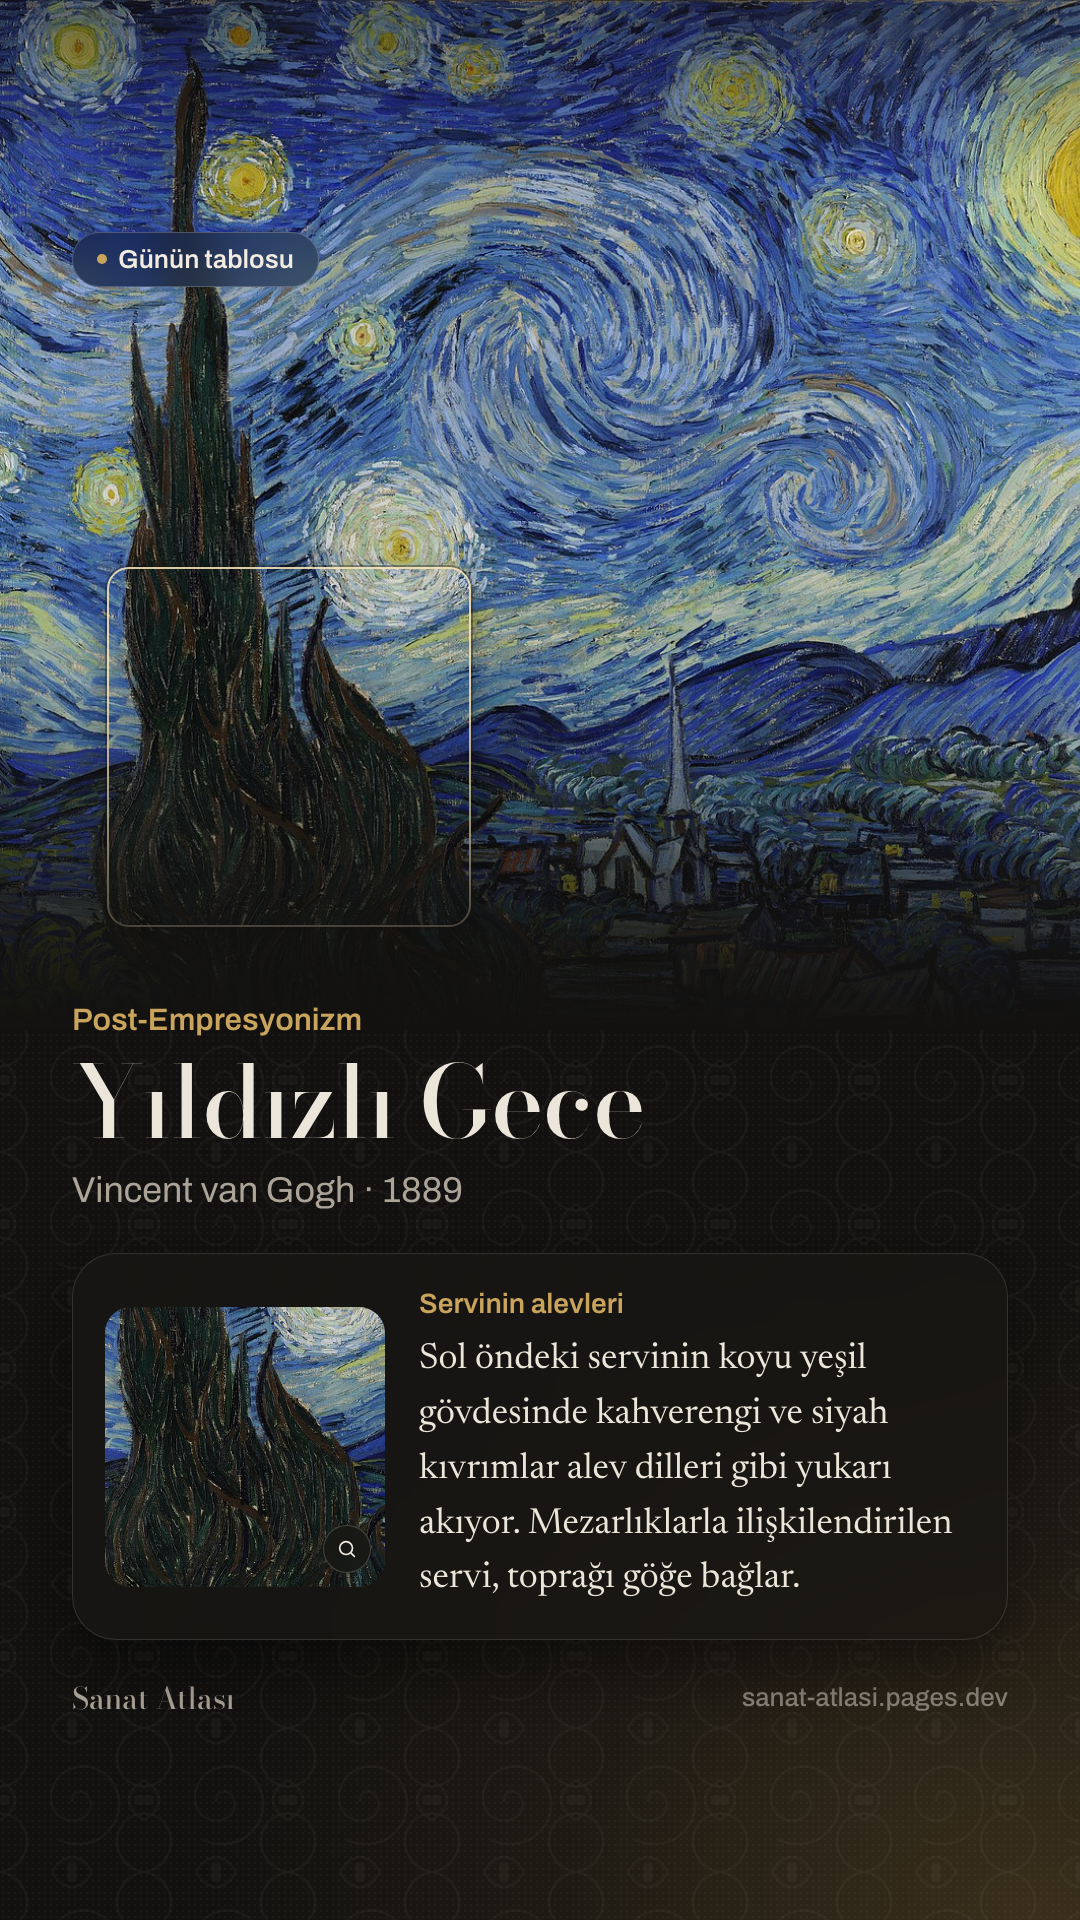 Günün tablosu
Post-Empresyonizm
Yıldızlı Gece
Vincent van Gogh · 1889
Servinin alevleri
Sol öndeki servinin koyu yeşil
gövdesinde kahverengi ve siyah
kıvrımlar alev dilleri gibi yukarı
akıyor. Mezarlıklarla ilişkilendirilen
servi, toprağı göğe bağlar.
Sanat Atlası
sanat-atlasi.pages.dev